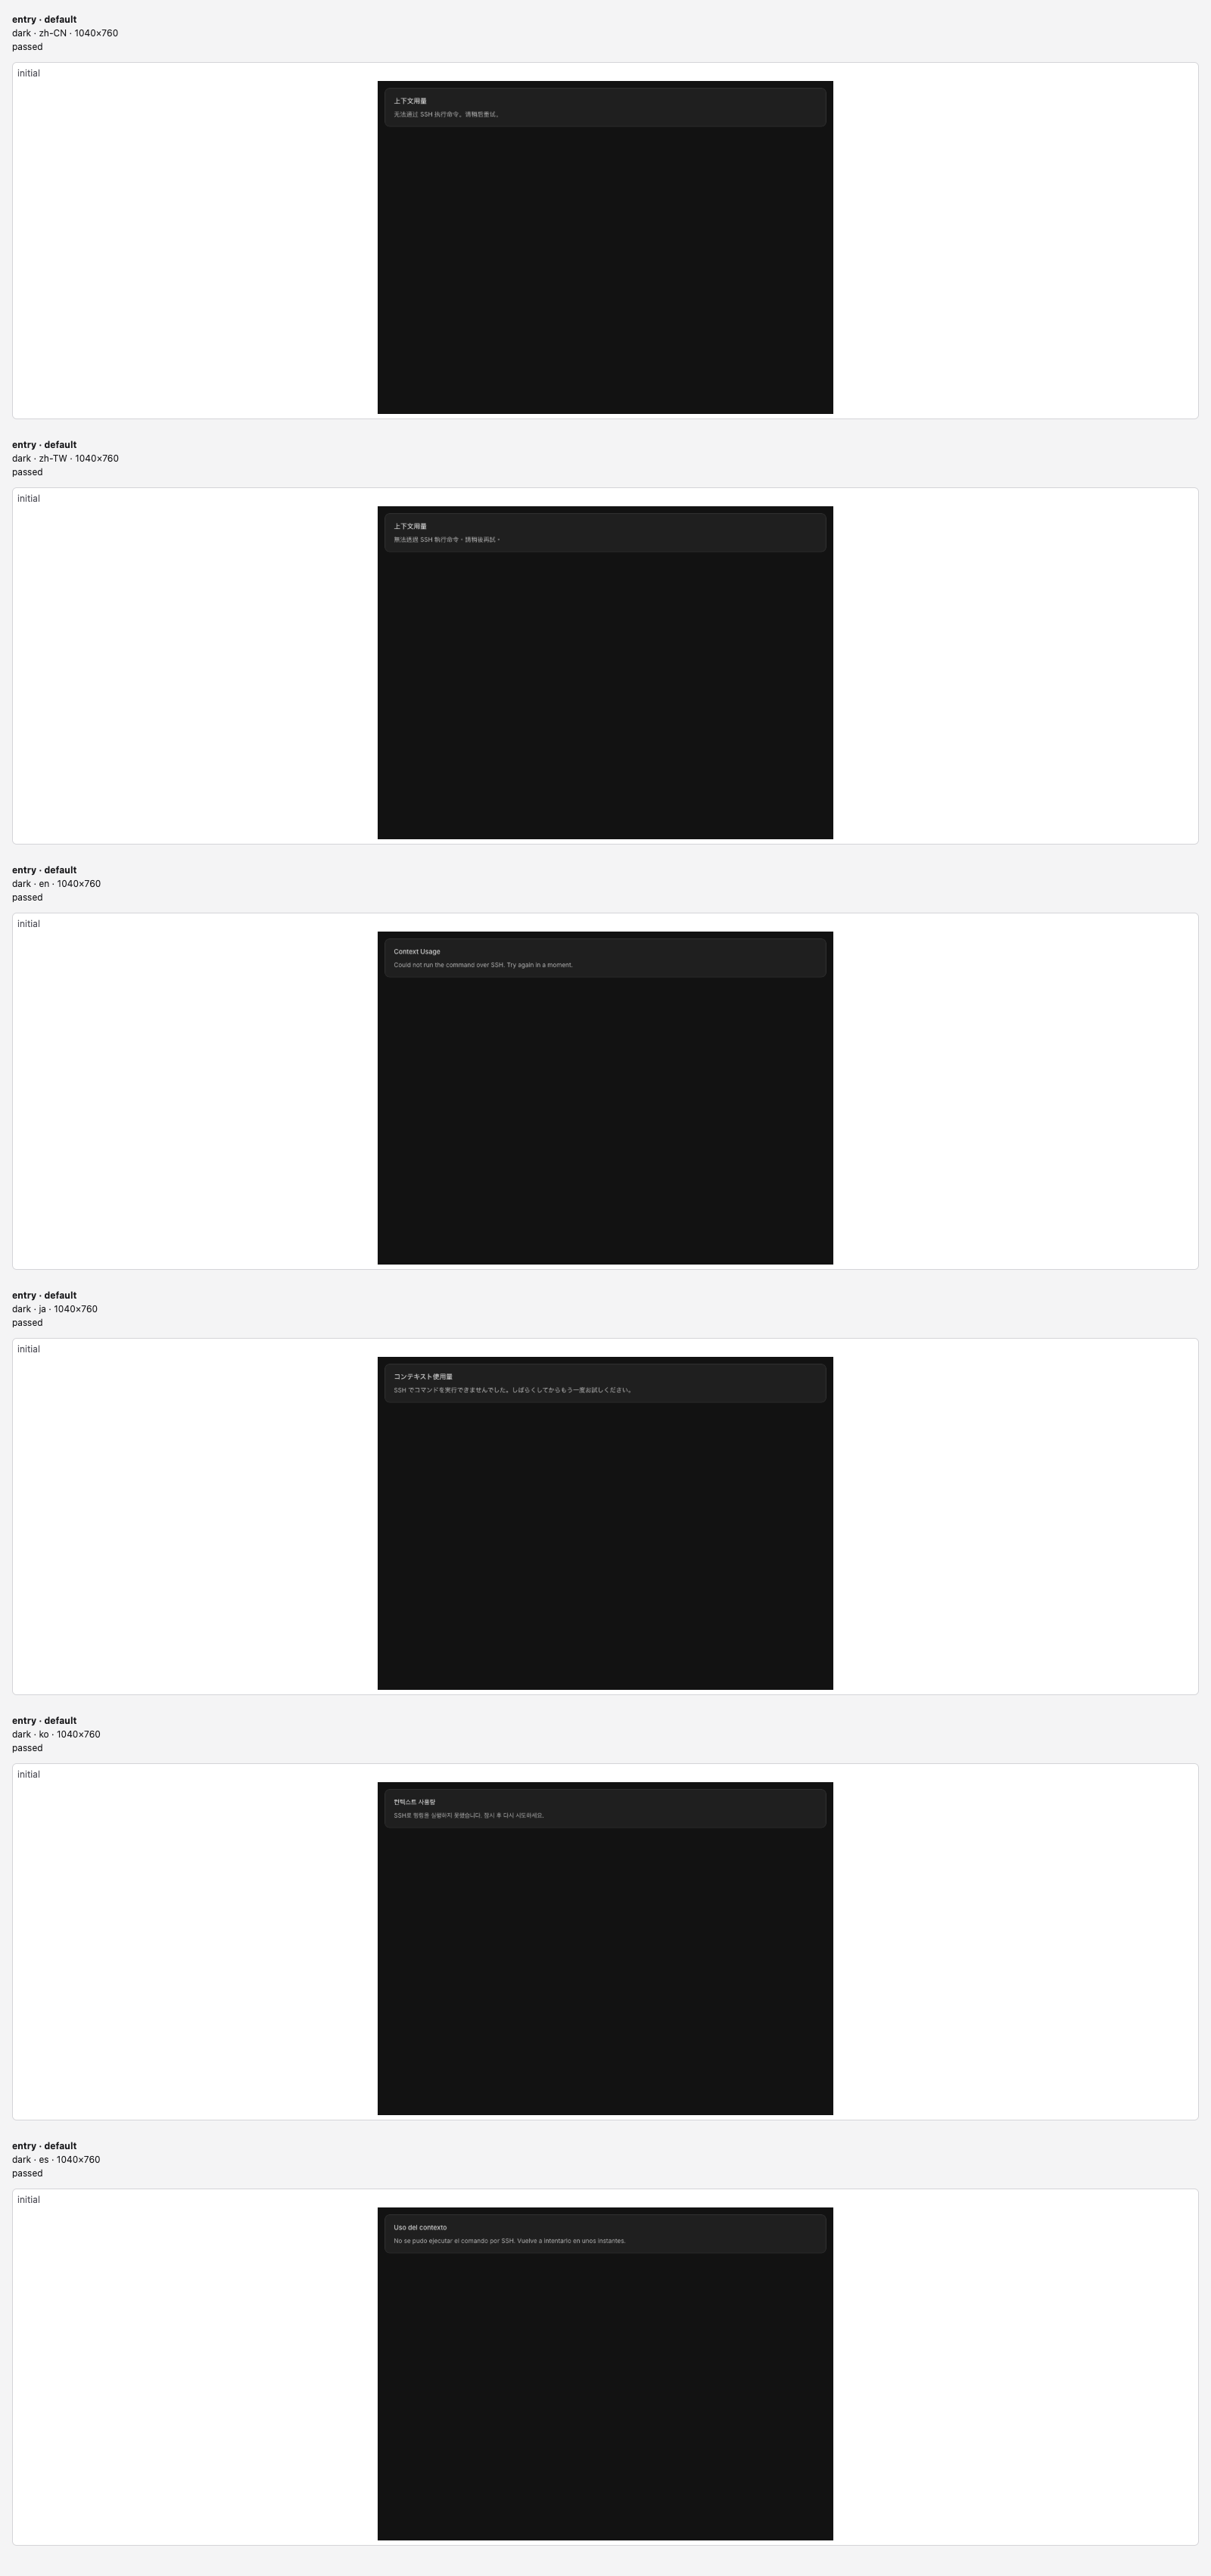 entry · default
dark · zh-CN · 1040×760
passed
initial
上下文用量
无法通过 SSH 执行命令。请稍后重试。
entry · default
dark · zh-TW · 1040×760
passed
initial
上下文用量
無法透過 SSH 執行命令。請稍後再試。
entry · default
dark · en · 1040×760
passed
initial
Context Usage
Could not run the command over SSH. Try again in a moment.
entry · default
dark · ja · 1040×760
passed
initial
コンテキスト使用量
SSH でコマンドを実行できませんでした。しばらくしてからもう一度お試しください。
entry · default
dark · ko · 1040×760
passed
initial
컨텍스트 사용량
SSH로 명령을 실행하지 못했습니다. 잠시 후 다시 시도하세요.
entry · default
dark · es · 1040×760
passed
initial
Uso del contexto
No se pudo ejecutar el comando por SSH. Vuelve a intentarlo en unos instantes.